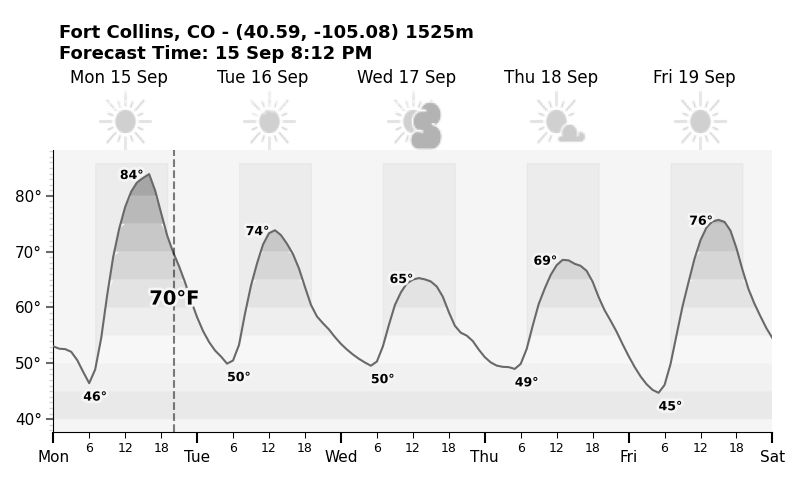 Fort Collins, CO - (40.59, -105.08) 1525m
Forecast Time: 15 Sep 8:12 PM
Mon 15 Sep Tue 16 Sep Wed 17 Sep Thu 18 Sep Fri 19 Sep
84°
80°
76°
74°
70°
69°
65°
70°F
60°
50°
50°
50°
49°
46°
45°
40°
6 12 18 6 12 18 6 12 18 6 12 18 6 12 18
Mon Tue Wed Thu Fri Sat